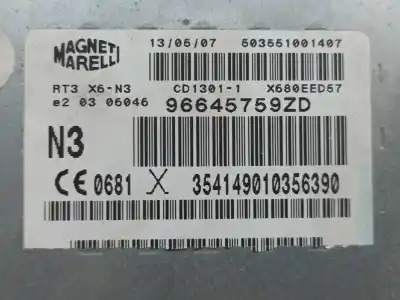 MAGNETI
MARELLI
13/06/07 503551001407
RT3 X6-N3 CD1301-1 X680EED57
e2 03 06046 96645759ZD
N3
CE 0681 X 354149010356390